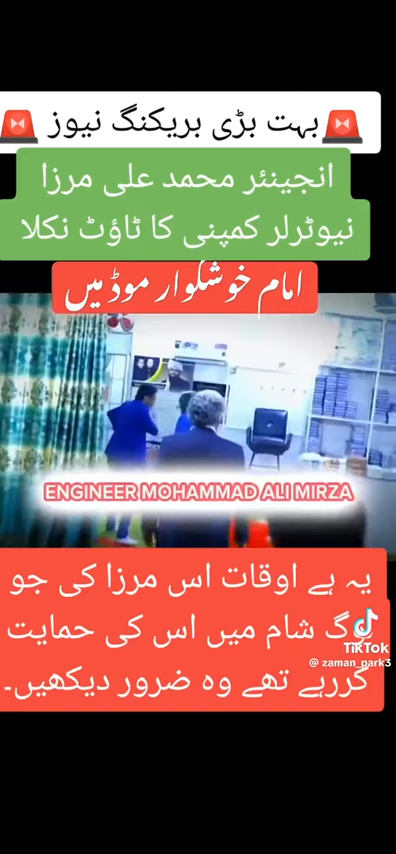 بہت بڑی بریکنگ نیوز
انجینئر محمد علی مرزا
نیوٹرلر کمپنی کا ٹاؤٹ نکلا
امام خوشگوار موڈ میں
ENGINEER MOHAMMAD ALI MIRZA
یہ ہے اوقات اس مرزا کی جو
لوگ شام میں اس کی حمایت
کررہے تھے وہ ضرور دیکھیں۔
TikTok
@zaman_park3